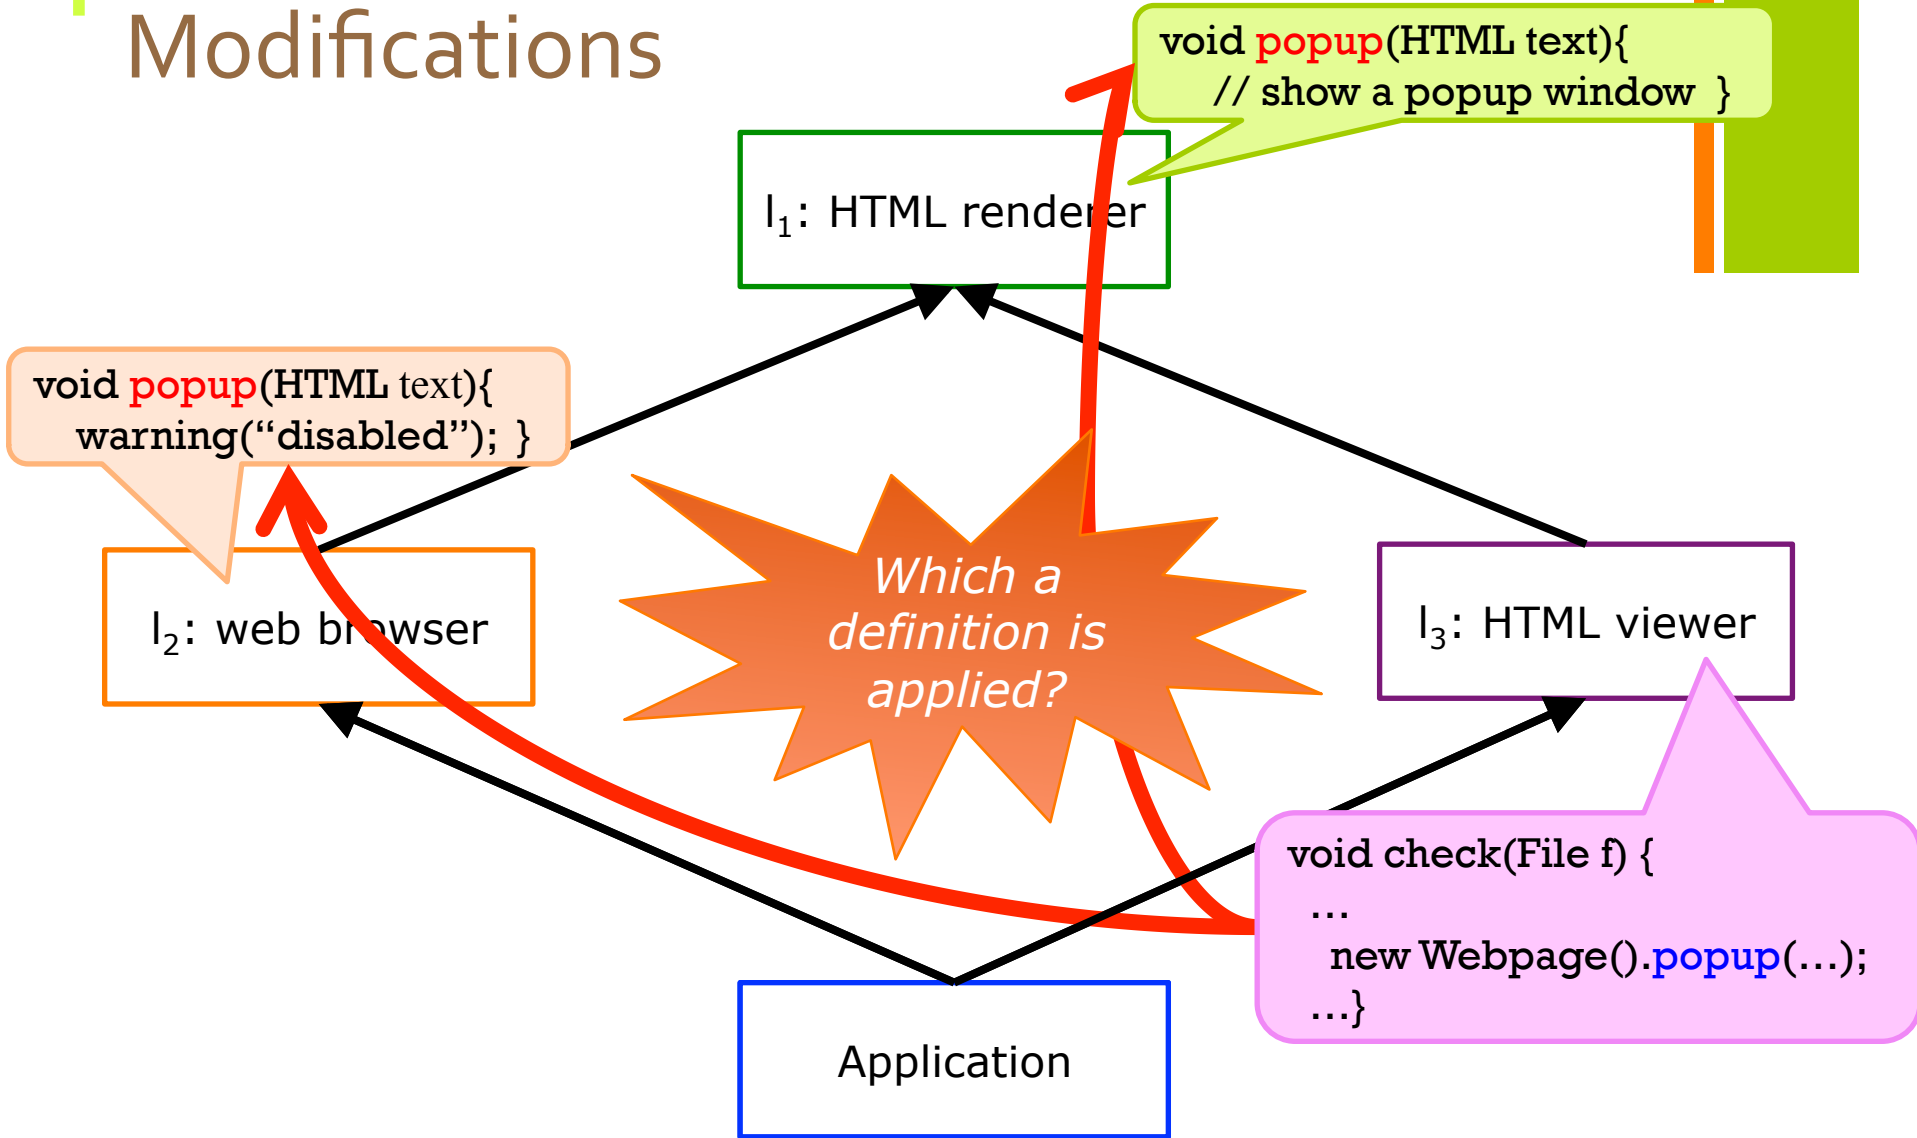 Modifications
void popup(HTML text){
// show a popup window }
l₁: HTML renderer
void popup(HTML text){
warning(“disabled”); }
Which a
definition is
applied?
l₂: web browser
l₃: HTML viewer
void check(File f) {
...
new Webpage().popup(...);
...}
Application